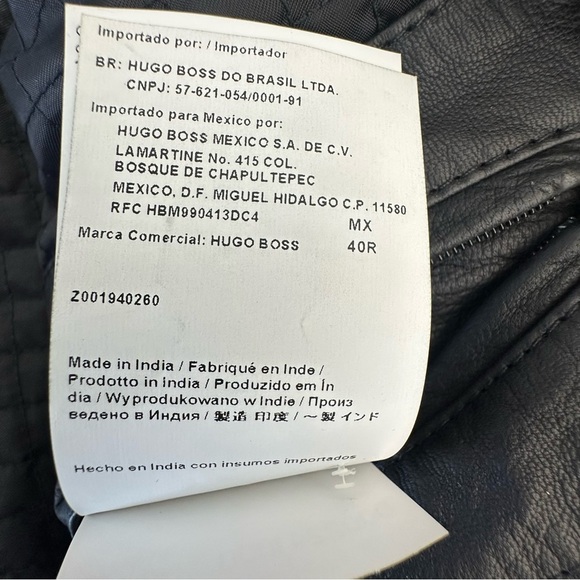 Importado por: / Importador
BR: HUGO BOSS DO BRASIL LTDA.
CNPJ: 57-621-054/0001-91
Importado para Mexico por:
HUGO BOSS MEXICO S.A. DE C.V.
LAMARTINE No. 415 COL.
BOSQUE DE CHAPULTEPEC
MEXICO, D.F. MIGUEL HIDALGO C.P. 11580
RFC HBM990413DC4 MX
Marca Comercial: HUGO BOSS 40R
Z001940260
Made in India / Fabriqué en Inde /
Prodotto in India / Produzido em Ín
dia / Wyprodukowano w Indie / Произ
ведено в Индия / 製造 印度 / ～製 インド
Hecho en India con insumos importados